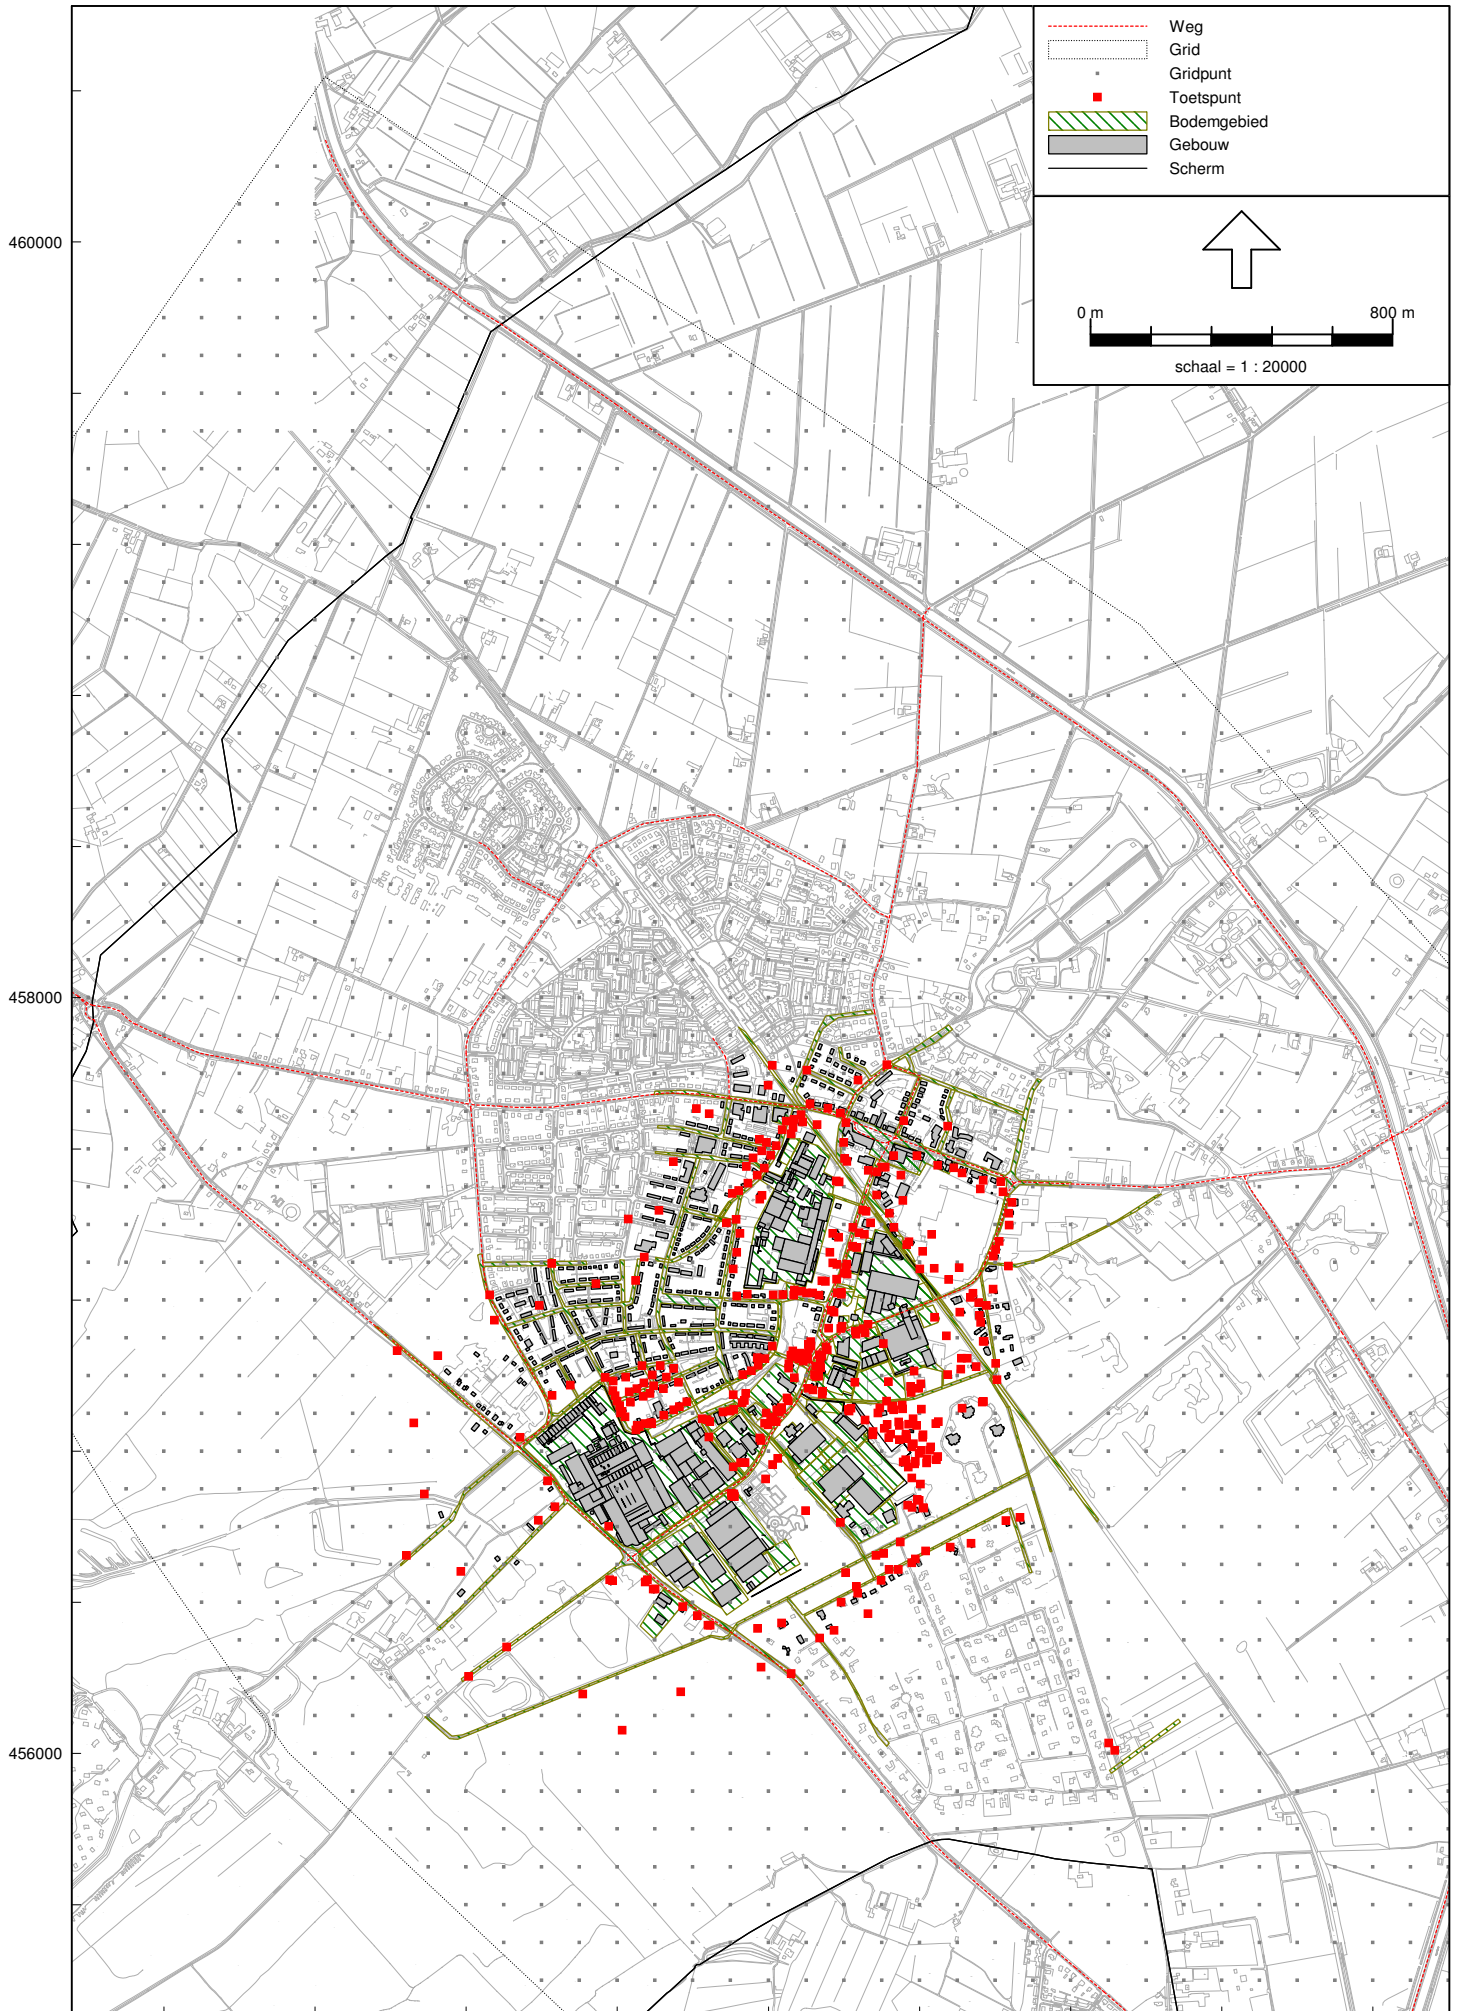 Weg
Grid
Gridpunt
Toetspunt
Bodemgebied
Gebouw
Scherm
0 m 800 m
schaal = 1 : 20000
460000
458000
456000